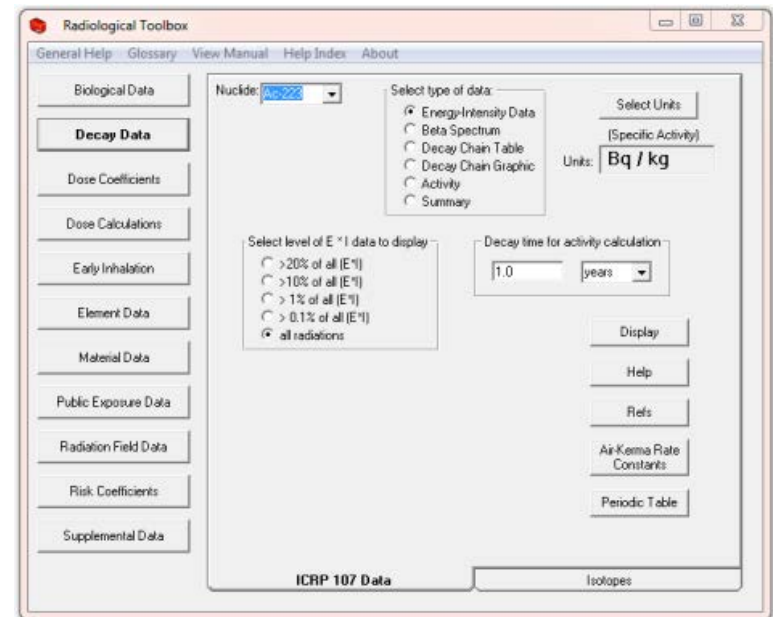 Radiological Toolbox
General Help Glossary View Manual Help Index About
Biological Data
Decay Data
Dose Coefficients
Dose Calculations
Early Inhalation
Element Data
Material Data
Public Exposure Data
Radiation Field Data
Risk Coefficients
Supplemental Data
Nuclide: Ac-223
Select type of data:
Energy-Intensity Data
Beta Spectrum
Decay Chain Table
Decay Chain Graphic
Activity
Summary
Select Units
(Specific Activity)
Units: Bq / kg
Select level of E * I data to display
>20% of all (E*I)
>10% of all (E*I)
> 1% of all (E*I)
> 0.1% of all (E*I)
all radiations
Decay time for activity calculation
1.0 years
Display
Help
Refs
Air-Kerma Rate
Constants
Periodic Table
ICRP 107 Data
Isotopes